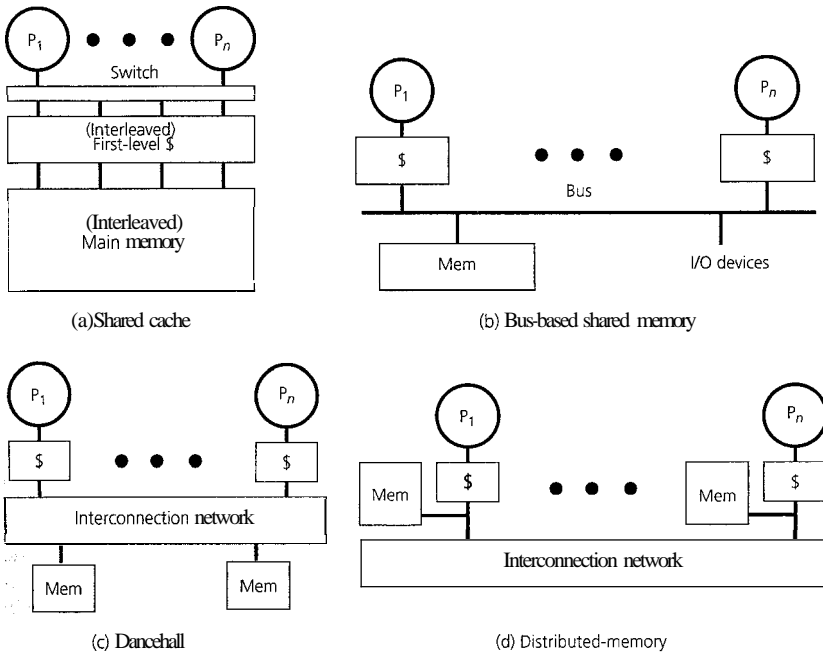 P1
Pn
Switch
(Interleaved)
First-level $
(Interleaved)
Main memory
(a)Shared cache
P1
Pn
$
$
Bus
Mem
I/O devices
(b) Bus-based shared memory
P1
Pn
$
$
Interconnection network
Mem
Mem
(c) Dancehall
P1
Pn
Mem
$
Mem
$
Interconnection network
(d) Distributed-memory